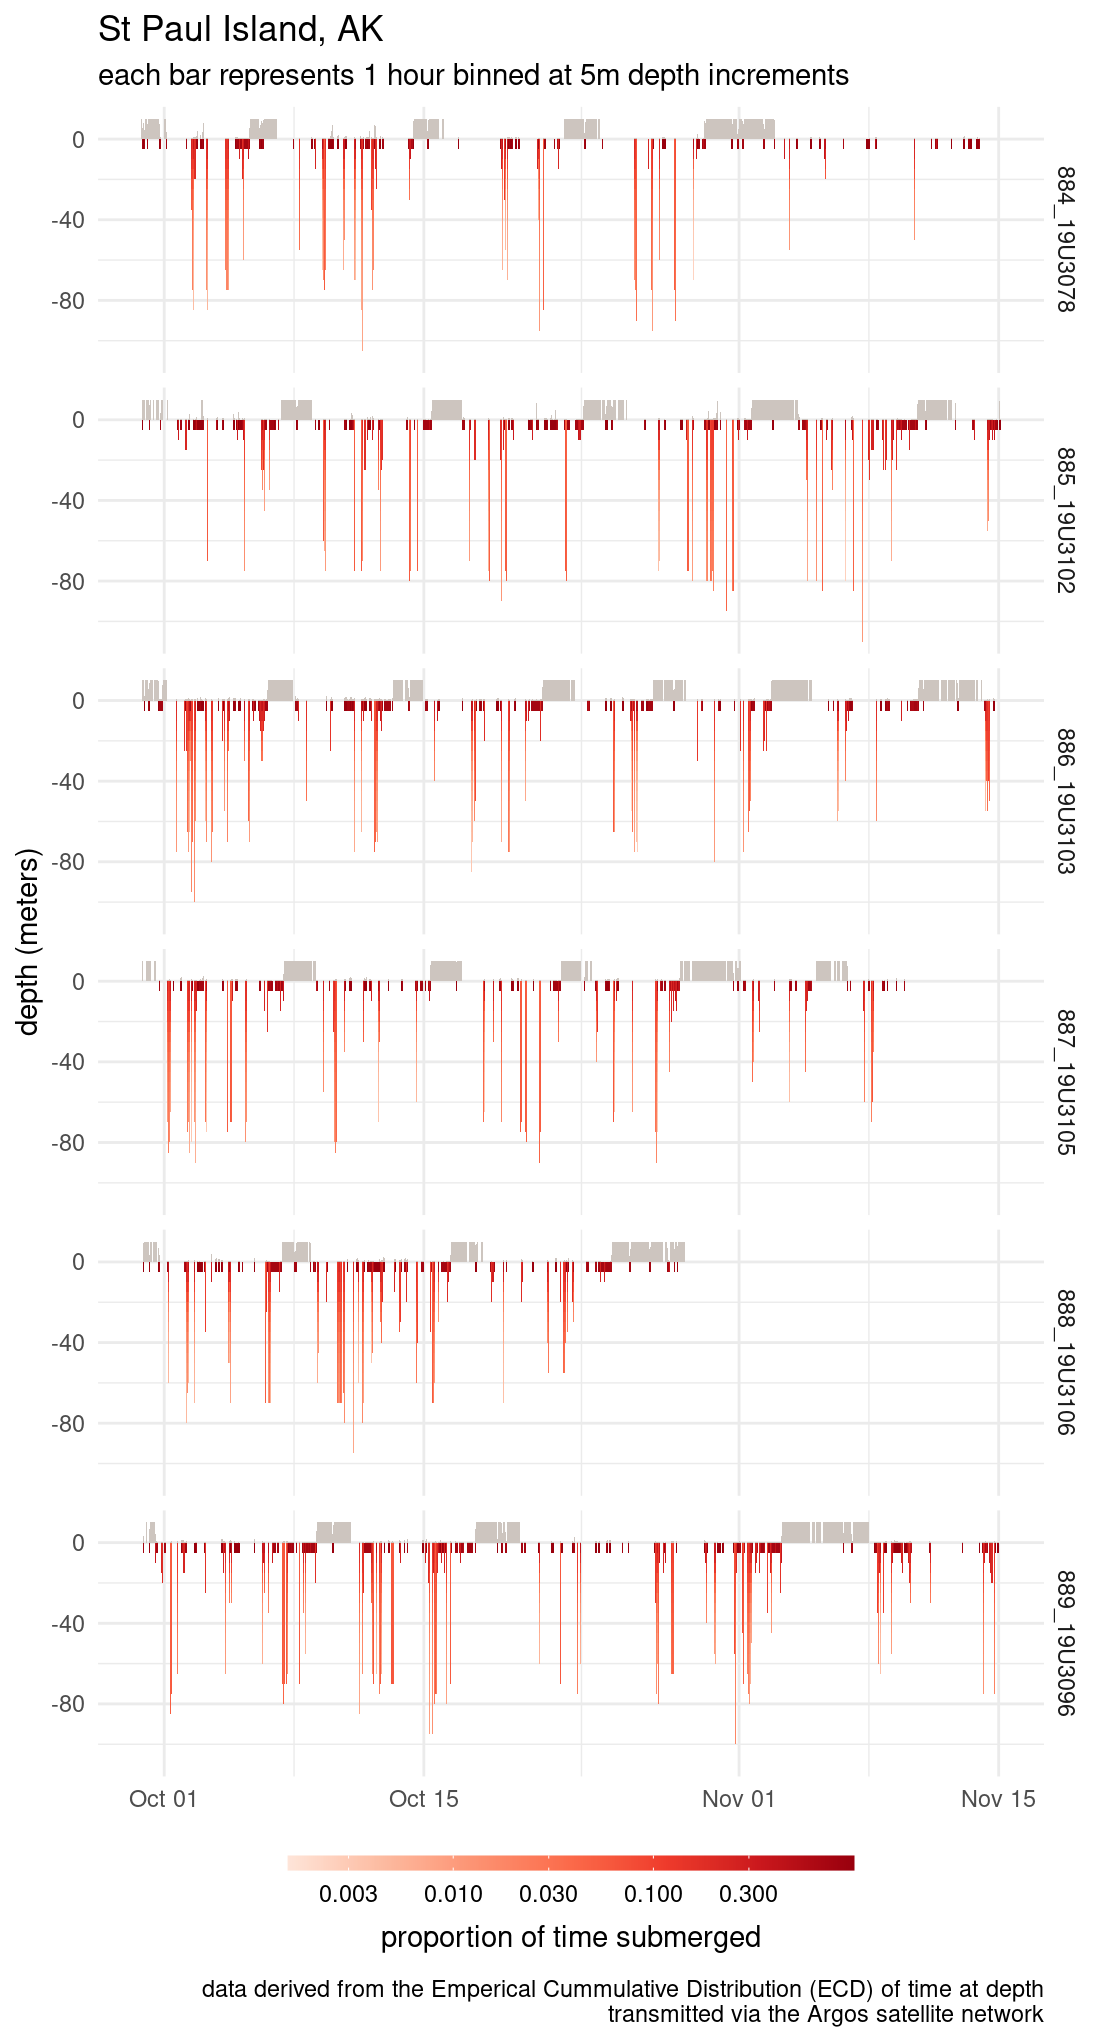 St Paul Island, AK
each bar represents 1 hour binned at 5m depth increments
0
-40
-80
884_19U3078
0
-40
-80
885_19U3102
0
-40
-80
886_19U3103
depth (meters)
0
-40
-80
887_19U3105
0
-40
-80
888_19U3106
0
-40
-80
889_19U3096
Oct 01 Oct 15 Nov 01 Nov 15
0.003 0.010 0.030 0.100 0.300
proportion of time submerged
data derived from the Emperical Cummulative Distribution (ECD) of time at depth
transmitted via the Argos satellite network